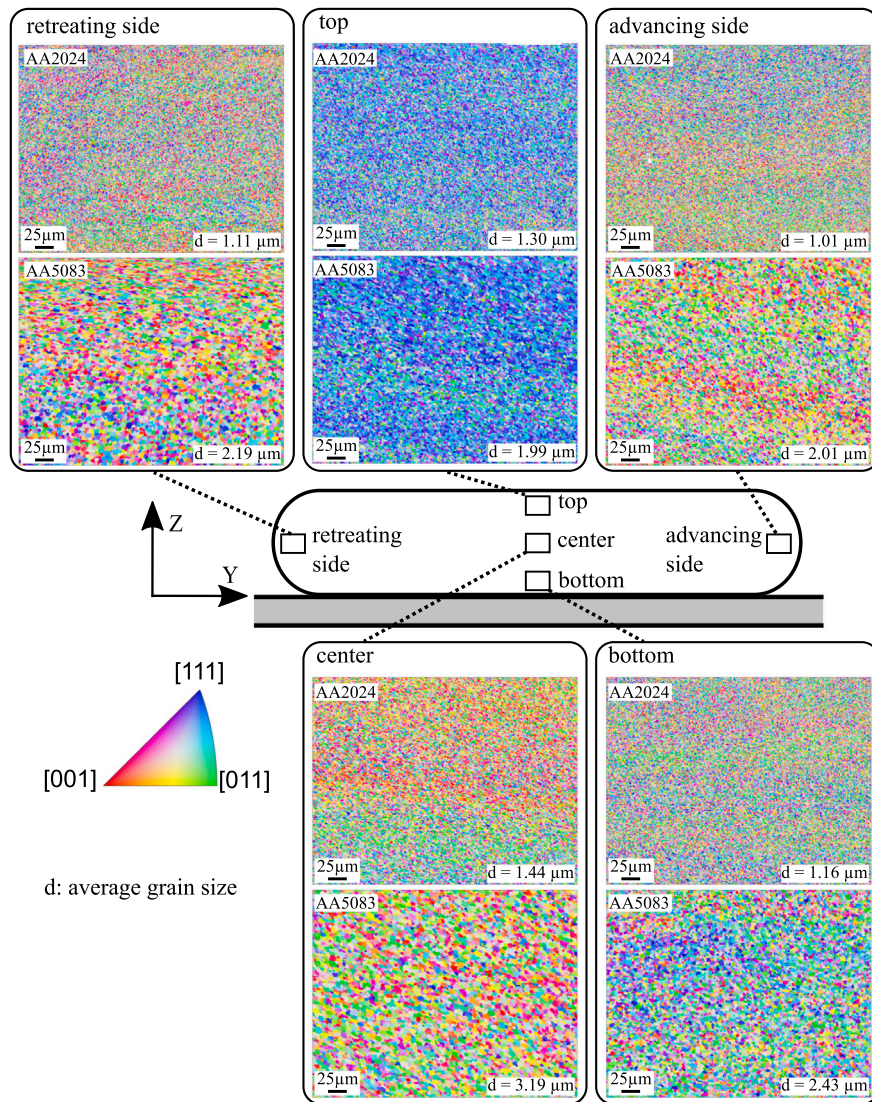 retreating side
AA2024
25μm
d = 1.11 μm
AA5083
25μm
d = 2.19 μm
top
AA2024
25μm
d = 1.30 μm
AA5083
25μm
d = 1.99 μm
advancing side
AA2024
25μm
d = 1.01 μm
AA5083
25μm
d = 2.01 μm
Z
Y
retreating
side
top
center
bottom
advancing
side
[111]
[001]
[011]
d: average grain size
center
AA2024
25μm
d = 1.44 μm
AA5083
25μm
d = 3.19 μm
bottom
AA2024
25μm
d = 1.16 μm
AA5083
25μm
d = 2.43 μm